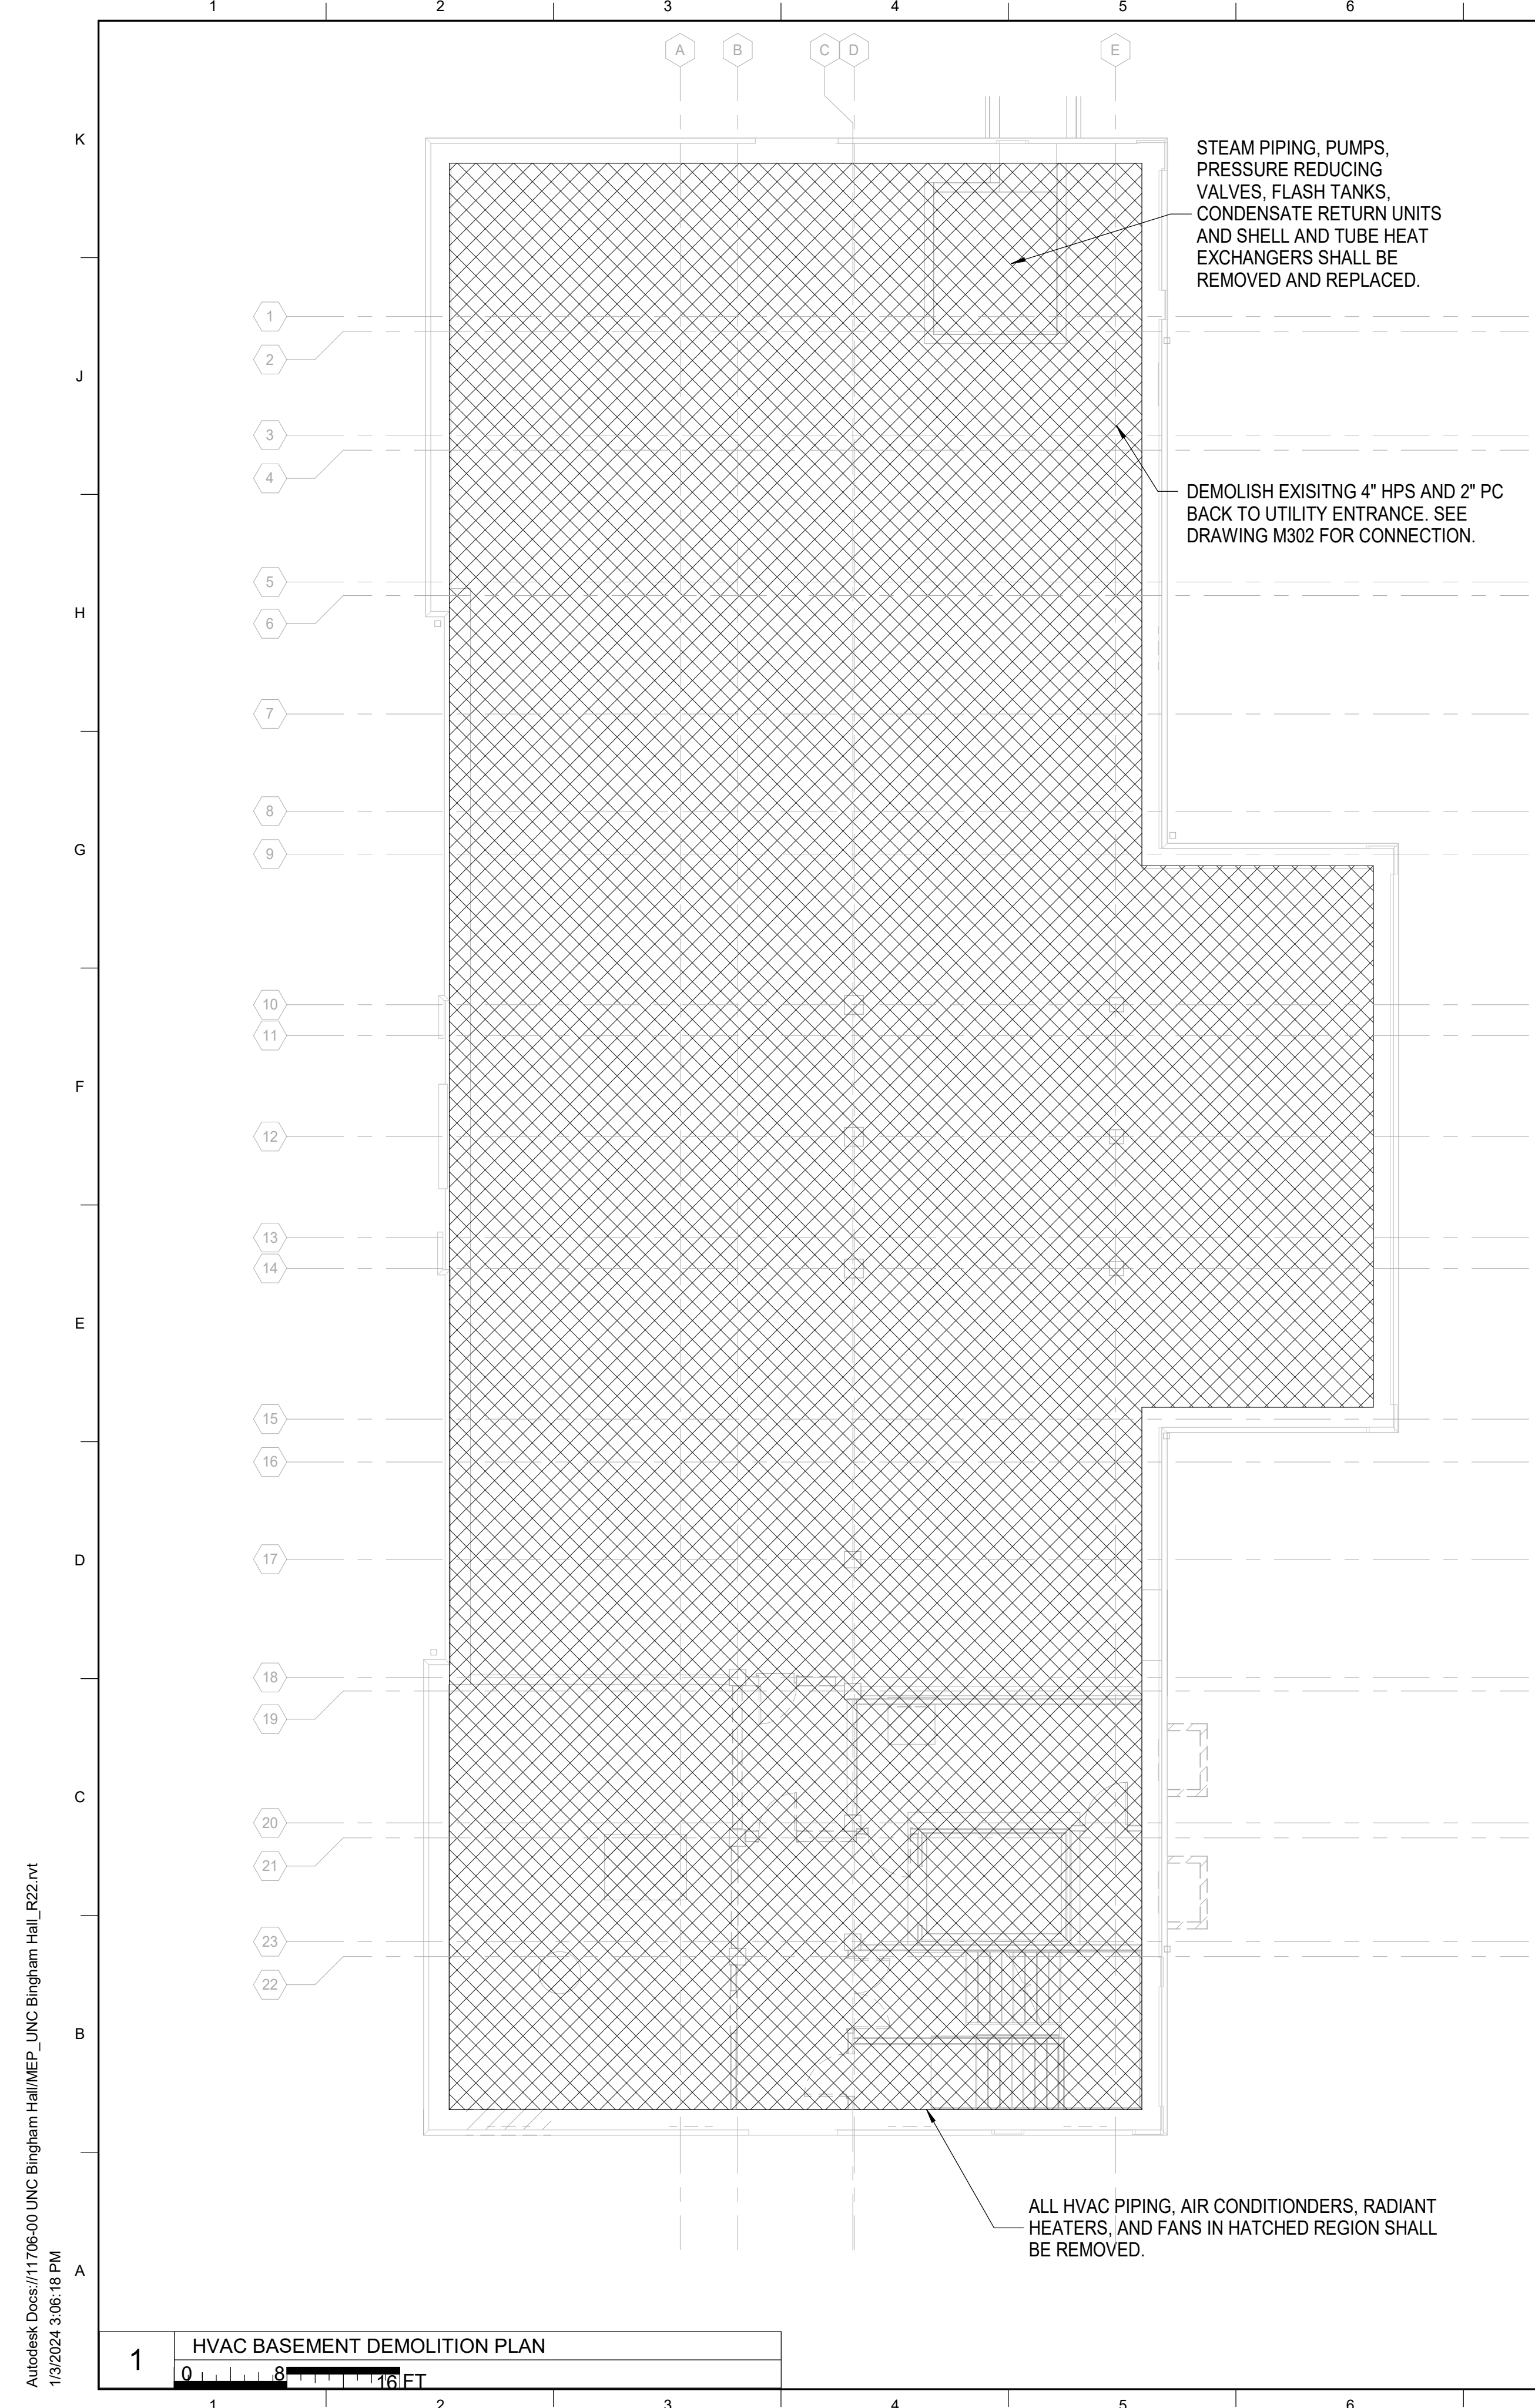 1 2 3 4 5 6
A B C D E
K
STEAM PIPING, PUMPS,
PRESSURE REDUCING
VALVES, FLASH TANKS,
CONDENSATE RETURN UNITS
AND SHELL AND TUBE HEAT
EXCHANGERS SHALL BE
REMOVED AND REPLACED.
1
2
J
3
4
DEMOLISH EXISITNG 4" HPS AND 2" PC
BACK TO UTILITY ENTRANCE. SEE
DRAWING M302 FOR CONNECTION.
5
H
6
7
8
G
9
10
11
F
12
13
14
E
15
16
D
17
18
19
C
20
21
23
22
B
ALL HVAC PIPING, AIR CONDITIONDERS, RADIANT
HEATERS, AND FANS IN HATCHED REGION SHALL
BE REMOVED.
A
1 HVAC BASEMENT DEMOLITION PLAN
0 8 16 FT
1 2 3 4 5 6
Autodesk Docs://11706-00 UNC Bingham Hall/MEP_UNC Bingham Hall_R22.rvt
1/3/2024 3:06:18 PM